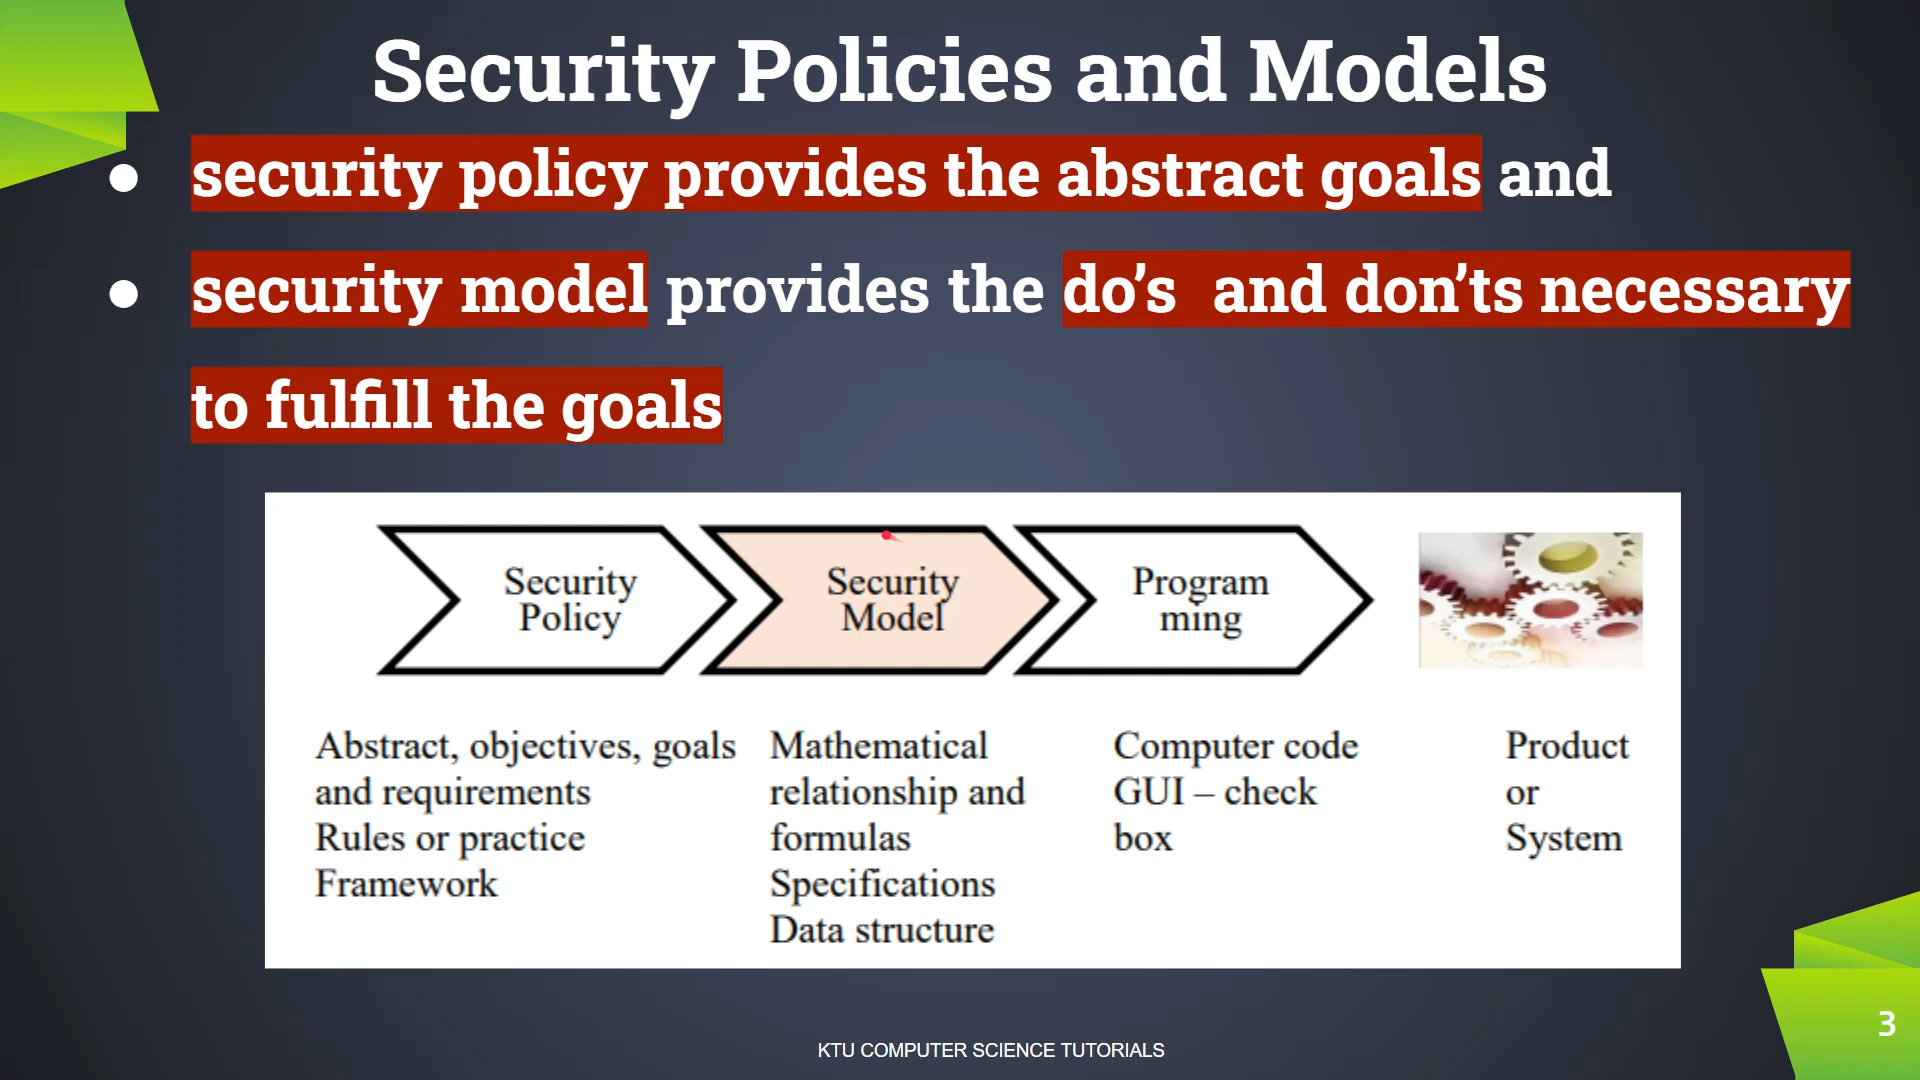 Security Policies and Models
● security policy provides the abstract goals and
● security model provides the do’s and don’ts necessary
to fulfill the goals
Security
Policy
Security
Model
Program
ming
Abstract, objectives, goals
and requirements
Rules or practice
Framework
Mathematical
relationship and
formulas
Specifications
Data structure
Computer code
GUI – check
box
Product
or
System
KTU COMPUTER SCIENCE TUTORIALS
3